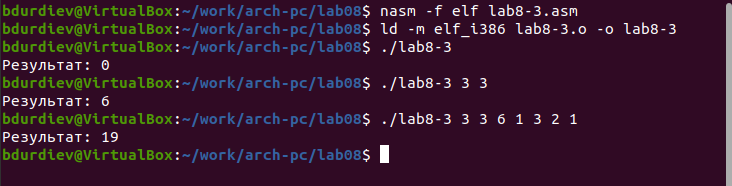 bdurdiev@VirtualBox:~/work/arch-pc/lab08$ nasm -f elf lab8-3.asm
bdurdiev@VirtualBox:~/work/arch-pc/lab08$ ld -m elf_i386 lab8-3.o -o lab8-3
bdurdiev@VirtualBox:~/work/arch-pc/lab08$ ./lab8-3
Результат: 0
bdurdiev@VirtualBox:~/work/arch-pc/lab08$ ./lab8-3 3 3
Результат: 6
bdurdiev@VirtualBox:~/work/arch-pc/lab08$ ./lab8-3 3 3 6 1 3 2 1
Результат: 19
bdurdiev@VirtualBox:~/work/arch-pc/lab08$